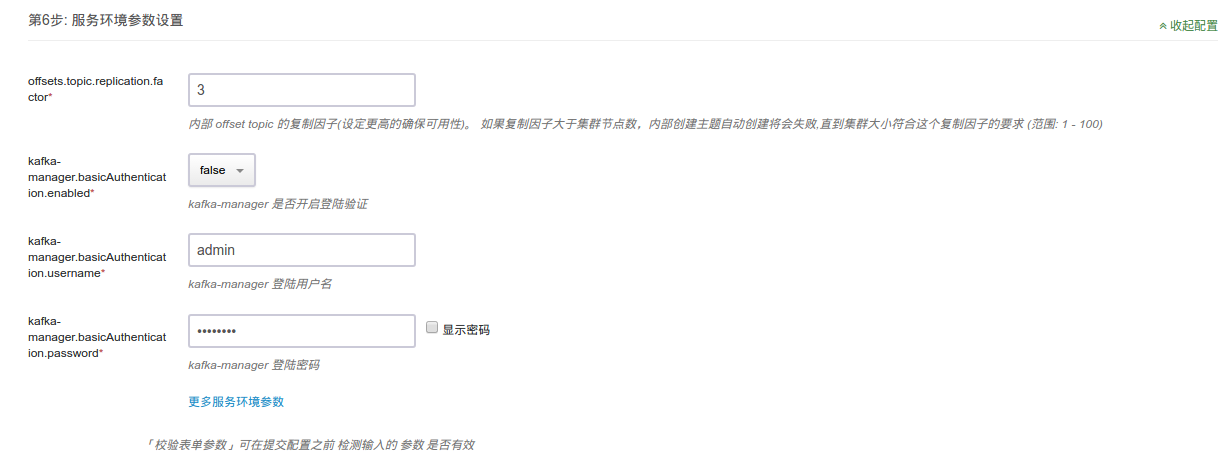 第6步: 服务环境参数设置
收起配置
offsets.topic.replication.fa
ctor*
3
内部 offset topic 的复制因子(设定更高的确保可用性)。 如果复制因子大于集群节点数，内部创建主题自动创建将会失败,直到集群大小符合这个复制因子的要求 (范围: 1 - 100)
kafka-
manager.basicAuthenticat
ion.enabled*
false
kafka-manager 是否开启登陆验证
kafka-
manager.basicAuthenticat
ion.username*
admin
kafka-manager 登陆用户名
kafka-
manager.basicAuthenticat
ion.password*
••••••••
显示密码
kafka-manager 登陆密码
更多服务环境参数
「校验表单参数」可在提交配置之前 检测输入的 参数 是否有效